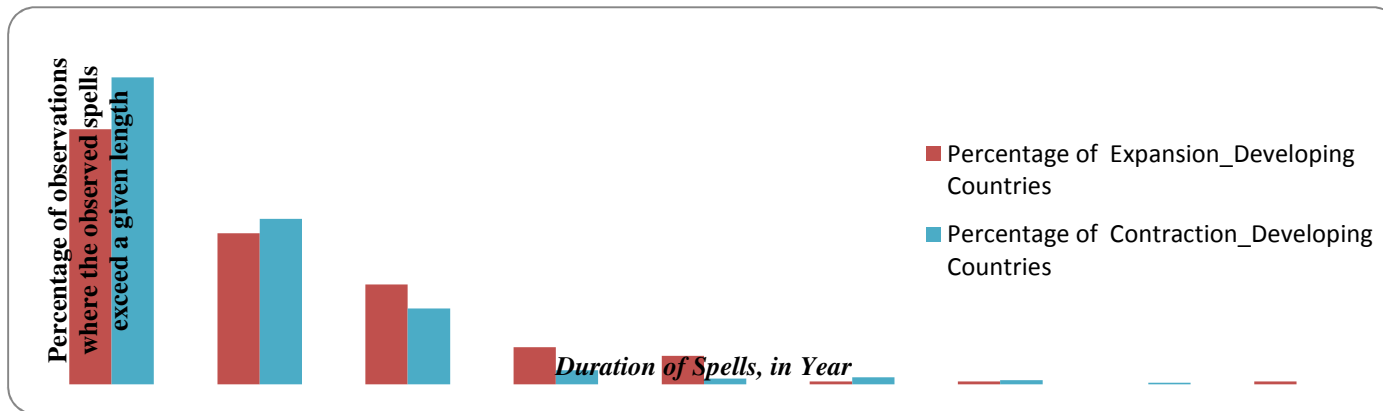 Percentage of observations
where the observed spells
exceed a given length
Percentage of Expansion_Developing
Countries
Percentage of Contraction_Developing
Countries
Duration of Spells, in Year